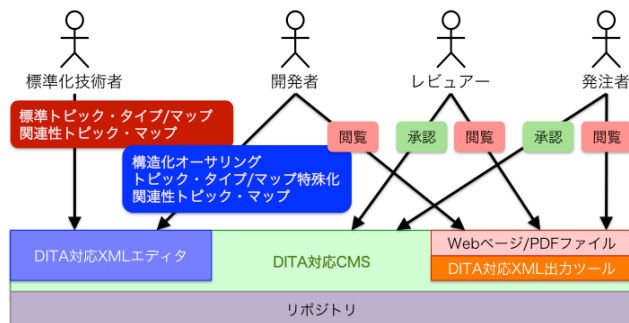 標準化技術者
開発者
レビュアー
発注者
標準トピック・タイプ/マップ
関連性トピック・マップ
閲覧
承認
閲覧
承認
閲覧
構造化オーサリング
トピック・タイプ/マップ特殊化
関連性トピック・マップ
DITA対応XMLエディタ
DITA対応CMS
Webページ/PDFファイル
DITA対応XML出力ツール
リポジトリ